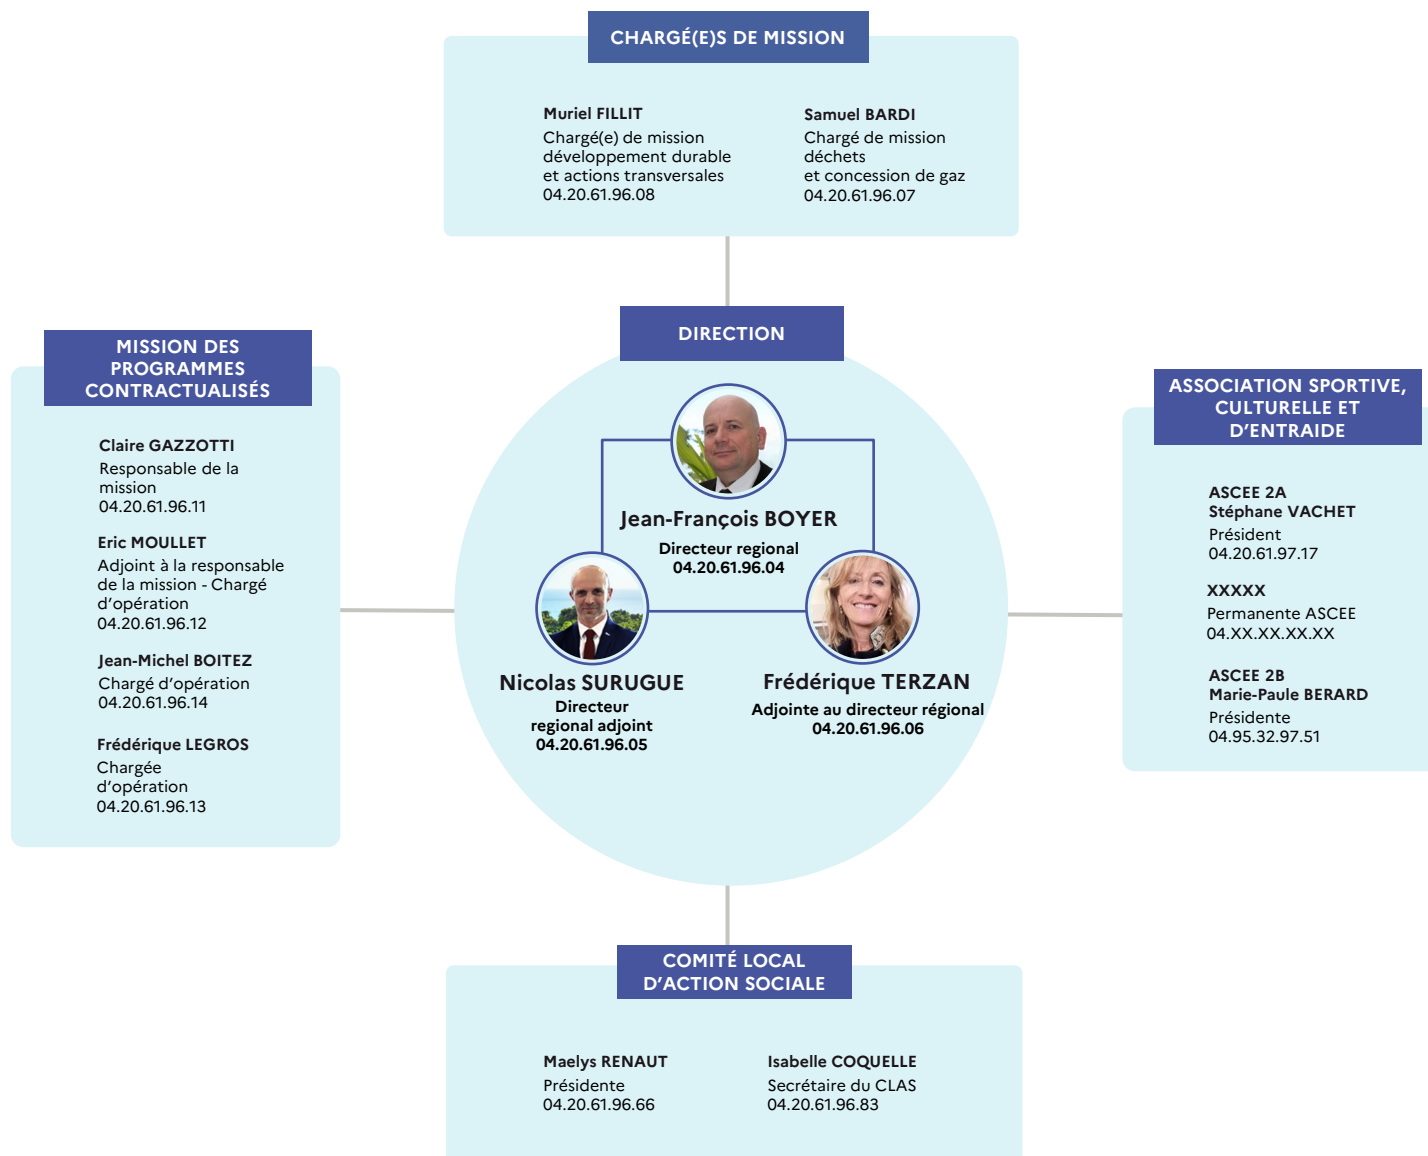 CHARGÉ(E)S DE MISSION
Muriel FILLIT
Chargé(e) de mission
développement durable
et actions transversales
04.20.61.96.08
Samuel BARDI
Chargé de mission
déchets
et concession de gaz
04.20.61.96.07
DIRECTION
Jean-François BOYER
Directeur regional
04.20.61.96.04
Nicolas SURUGUE
Directeur
regional adjoint
04.20.61.96.05
Frédérique TERZAN
Adjointe au directeur régional
04.20.61.96.06
MISSION DES
PROGRAMMES
CONTRACTUALISÉS
Claire GAZZOTTI
Responsable de la
mission
04.20.61.96.11
Eric MOULLET
Adjoint à la responsable
de la mission - Chargé
d'opération
04.20.61.96.12
Jean-Michel BOITEZ
Chargé d'opération
04.20.61.96.14
Frédérique LEGROS
Chargée
d'opération
04.20.61.96.13
ASSOCIATION SPORTIVE,
CULTURELLE ET
D'ENTRAIDE
ASCEE 2A
Stéphane VACHET
Président
04.20.61.97.17
XXXXX
Permanente ASCEE
04.XX.XX.XX.XX
ASCEE 2B
Marie-Paule BERARD
Présidente
04.95.32.97.51
COMITÉ LOCAL
D'ACTION SOCIALE
Maelys RENAUT
Présidente
04.20.61.96.66
Isabelle COQUELLE
Secrétaire du CLAS
04.20.61.96.83